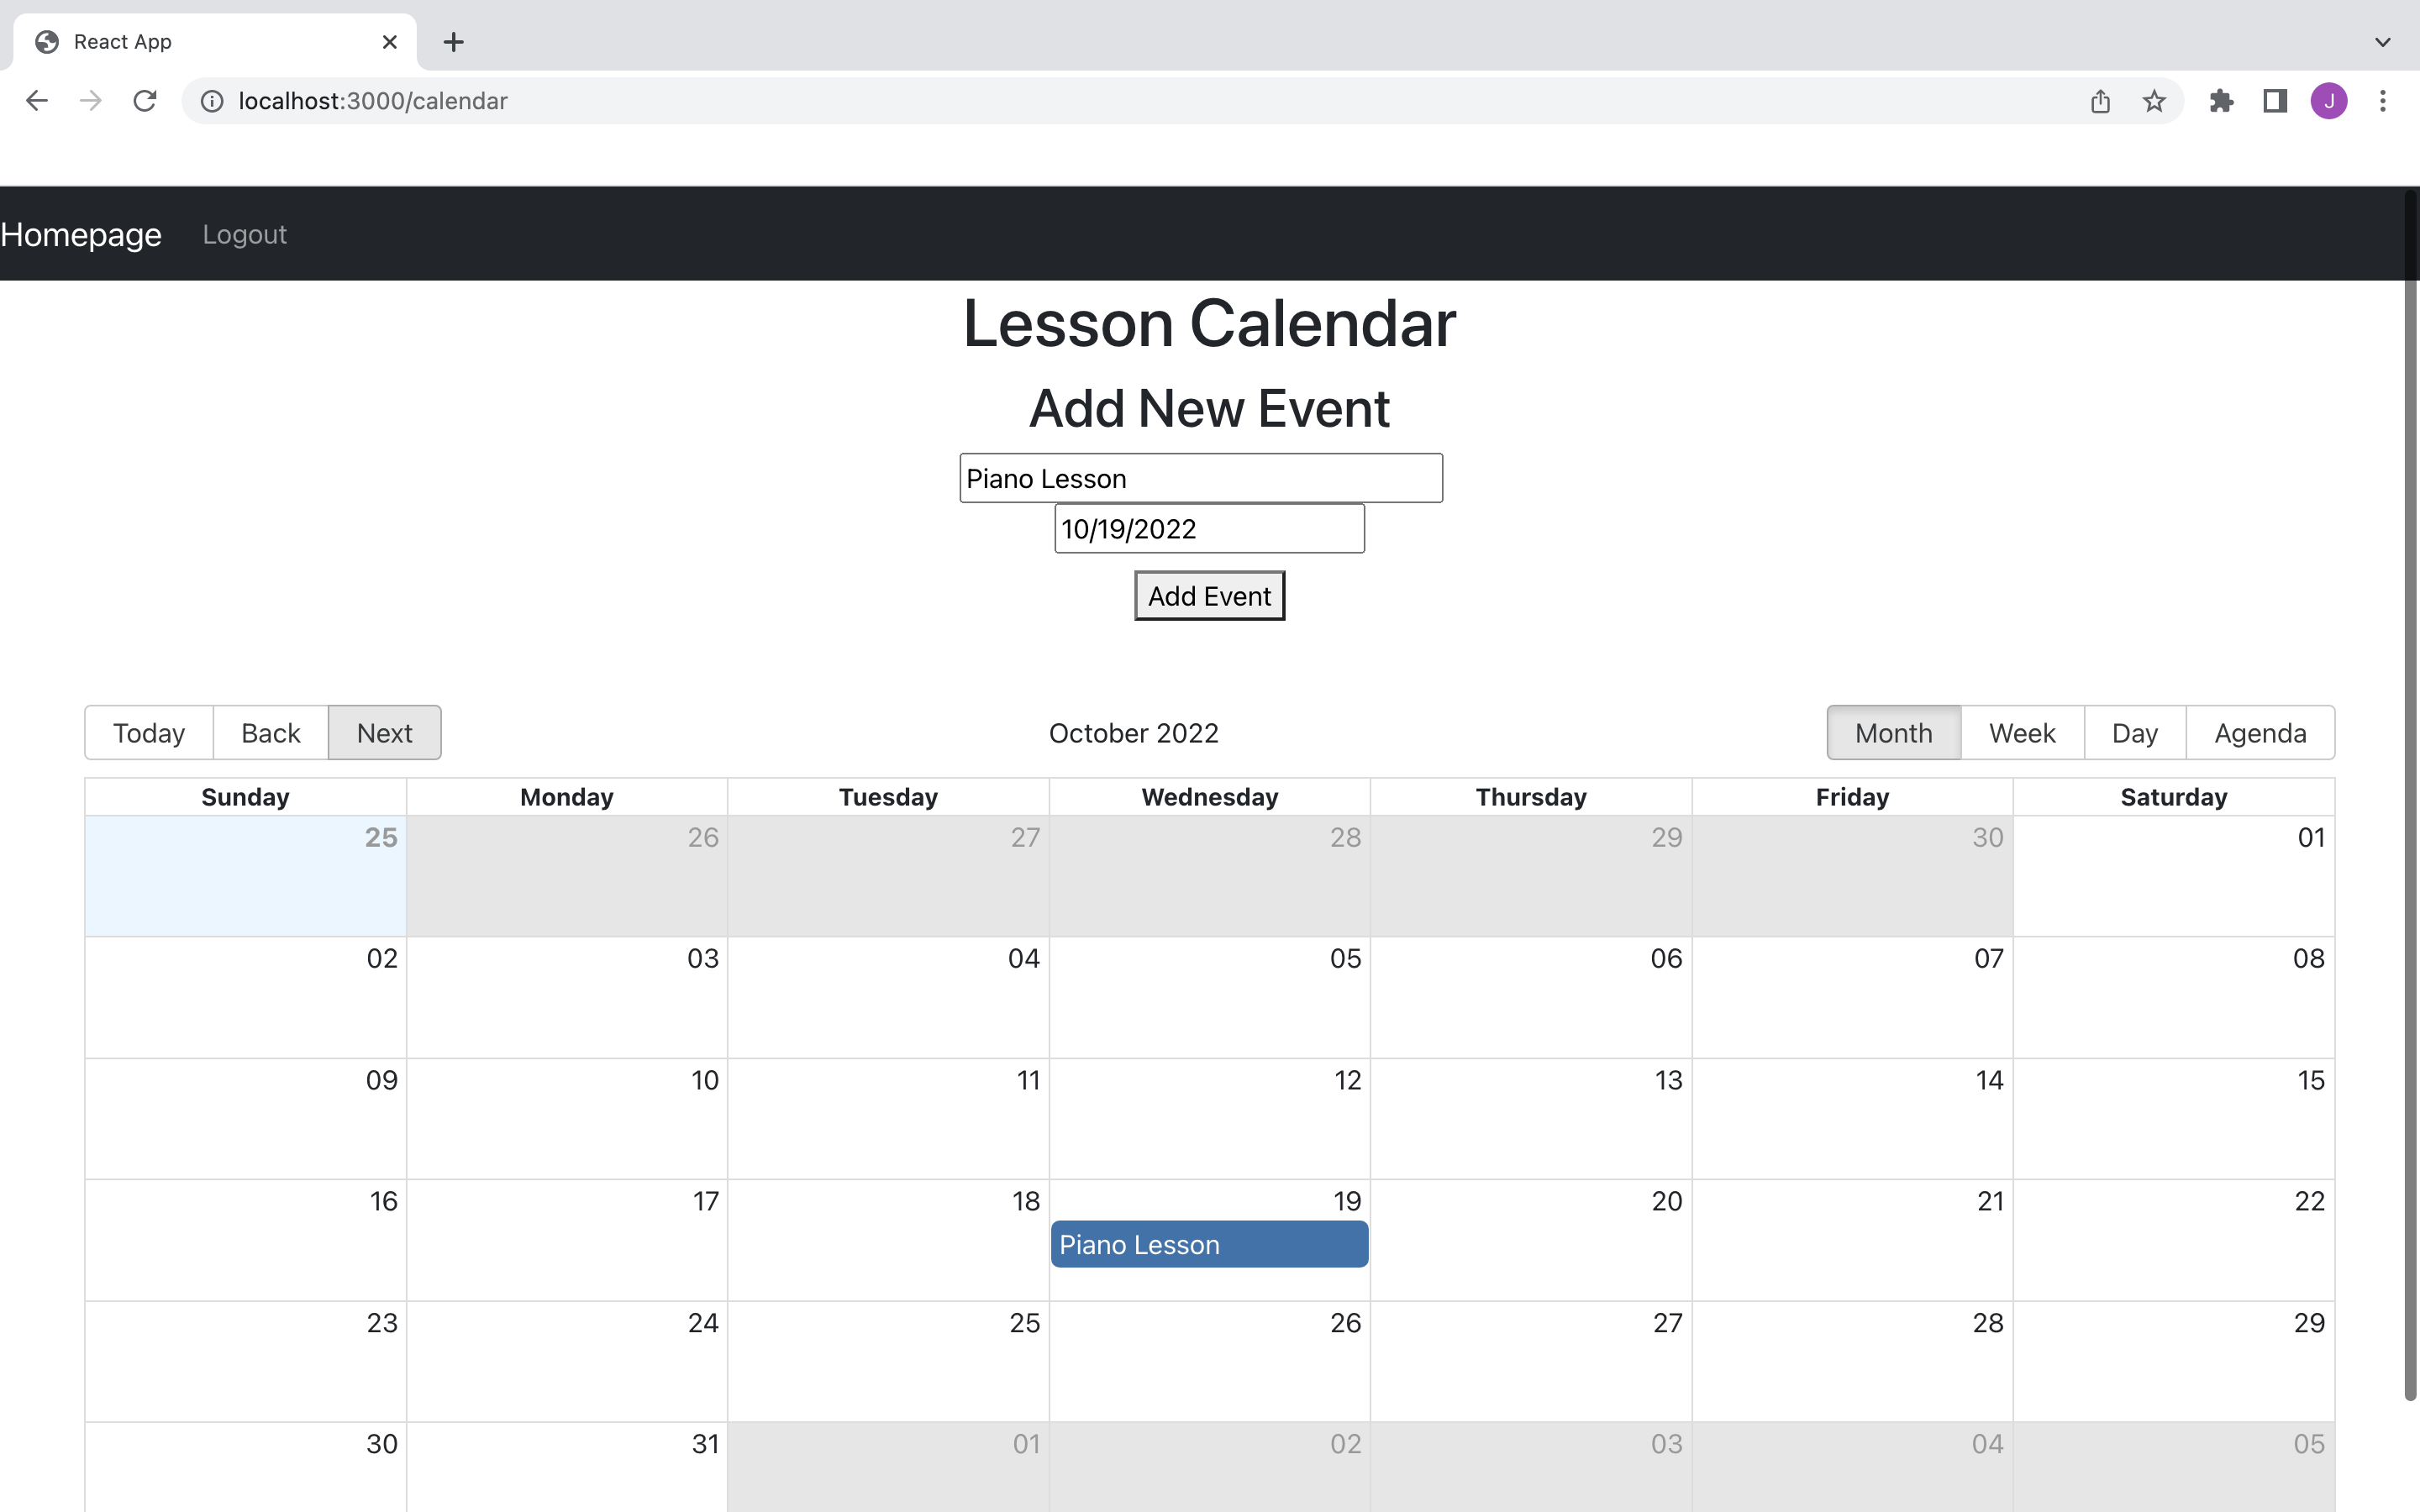 React App
localhost:3000/calendar
J
Homepage Logout
Lesson Calendar
Add New Event
Piano Lesson
10/19/2022
Add Event
Today Back Next October 2022 Month Week Day Agenda
Sunday Monday Tuesday Wednesday Thursday Friday Saturday
25 26 27 28 29 30 01
02 03 04 05 06 07 08
09 10 11 12 13 14 15
16 17 18 19 20 21 22
Piano Lesson
23 24 25 26 27 28 29
30 31 01 02 03 04 05